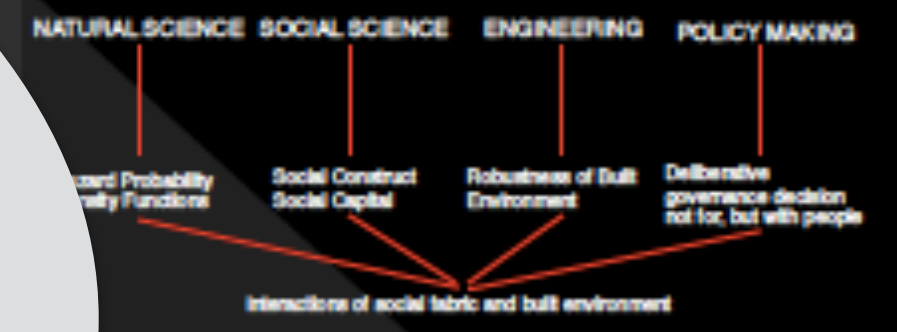 NATURAL SCIENCE SOCIAL SCIENCE ENGINEERING POLICY MAKING
Probability
Functions
Social Construct
Social Capital
Robustness of Built
Environment
Deliberative
governance decision
not for, but with people
Interactions of social fabric and built environment